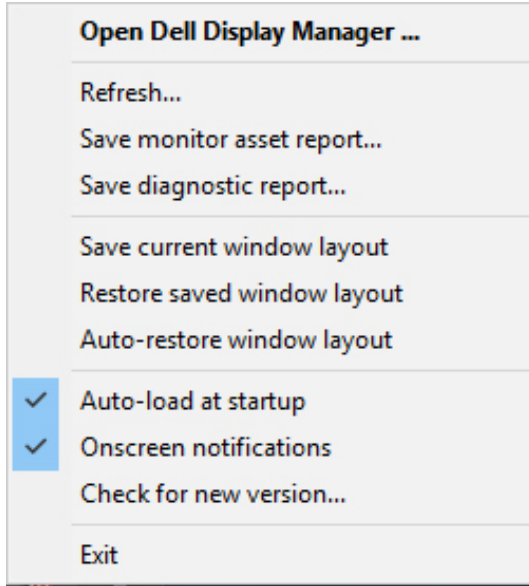 Open Dell Display Manager ...
Refresh...
Save monitor asset report...
Save diagnostic report...
Save current window layout
Restore saved window layout
Auto-restore window layout
Auto-load at startup
Onscreen notifications
Check for new version...
Exit